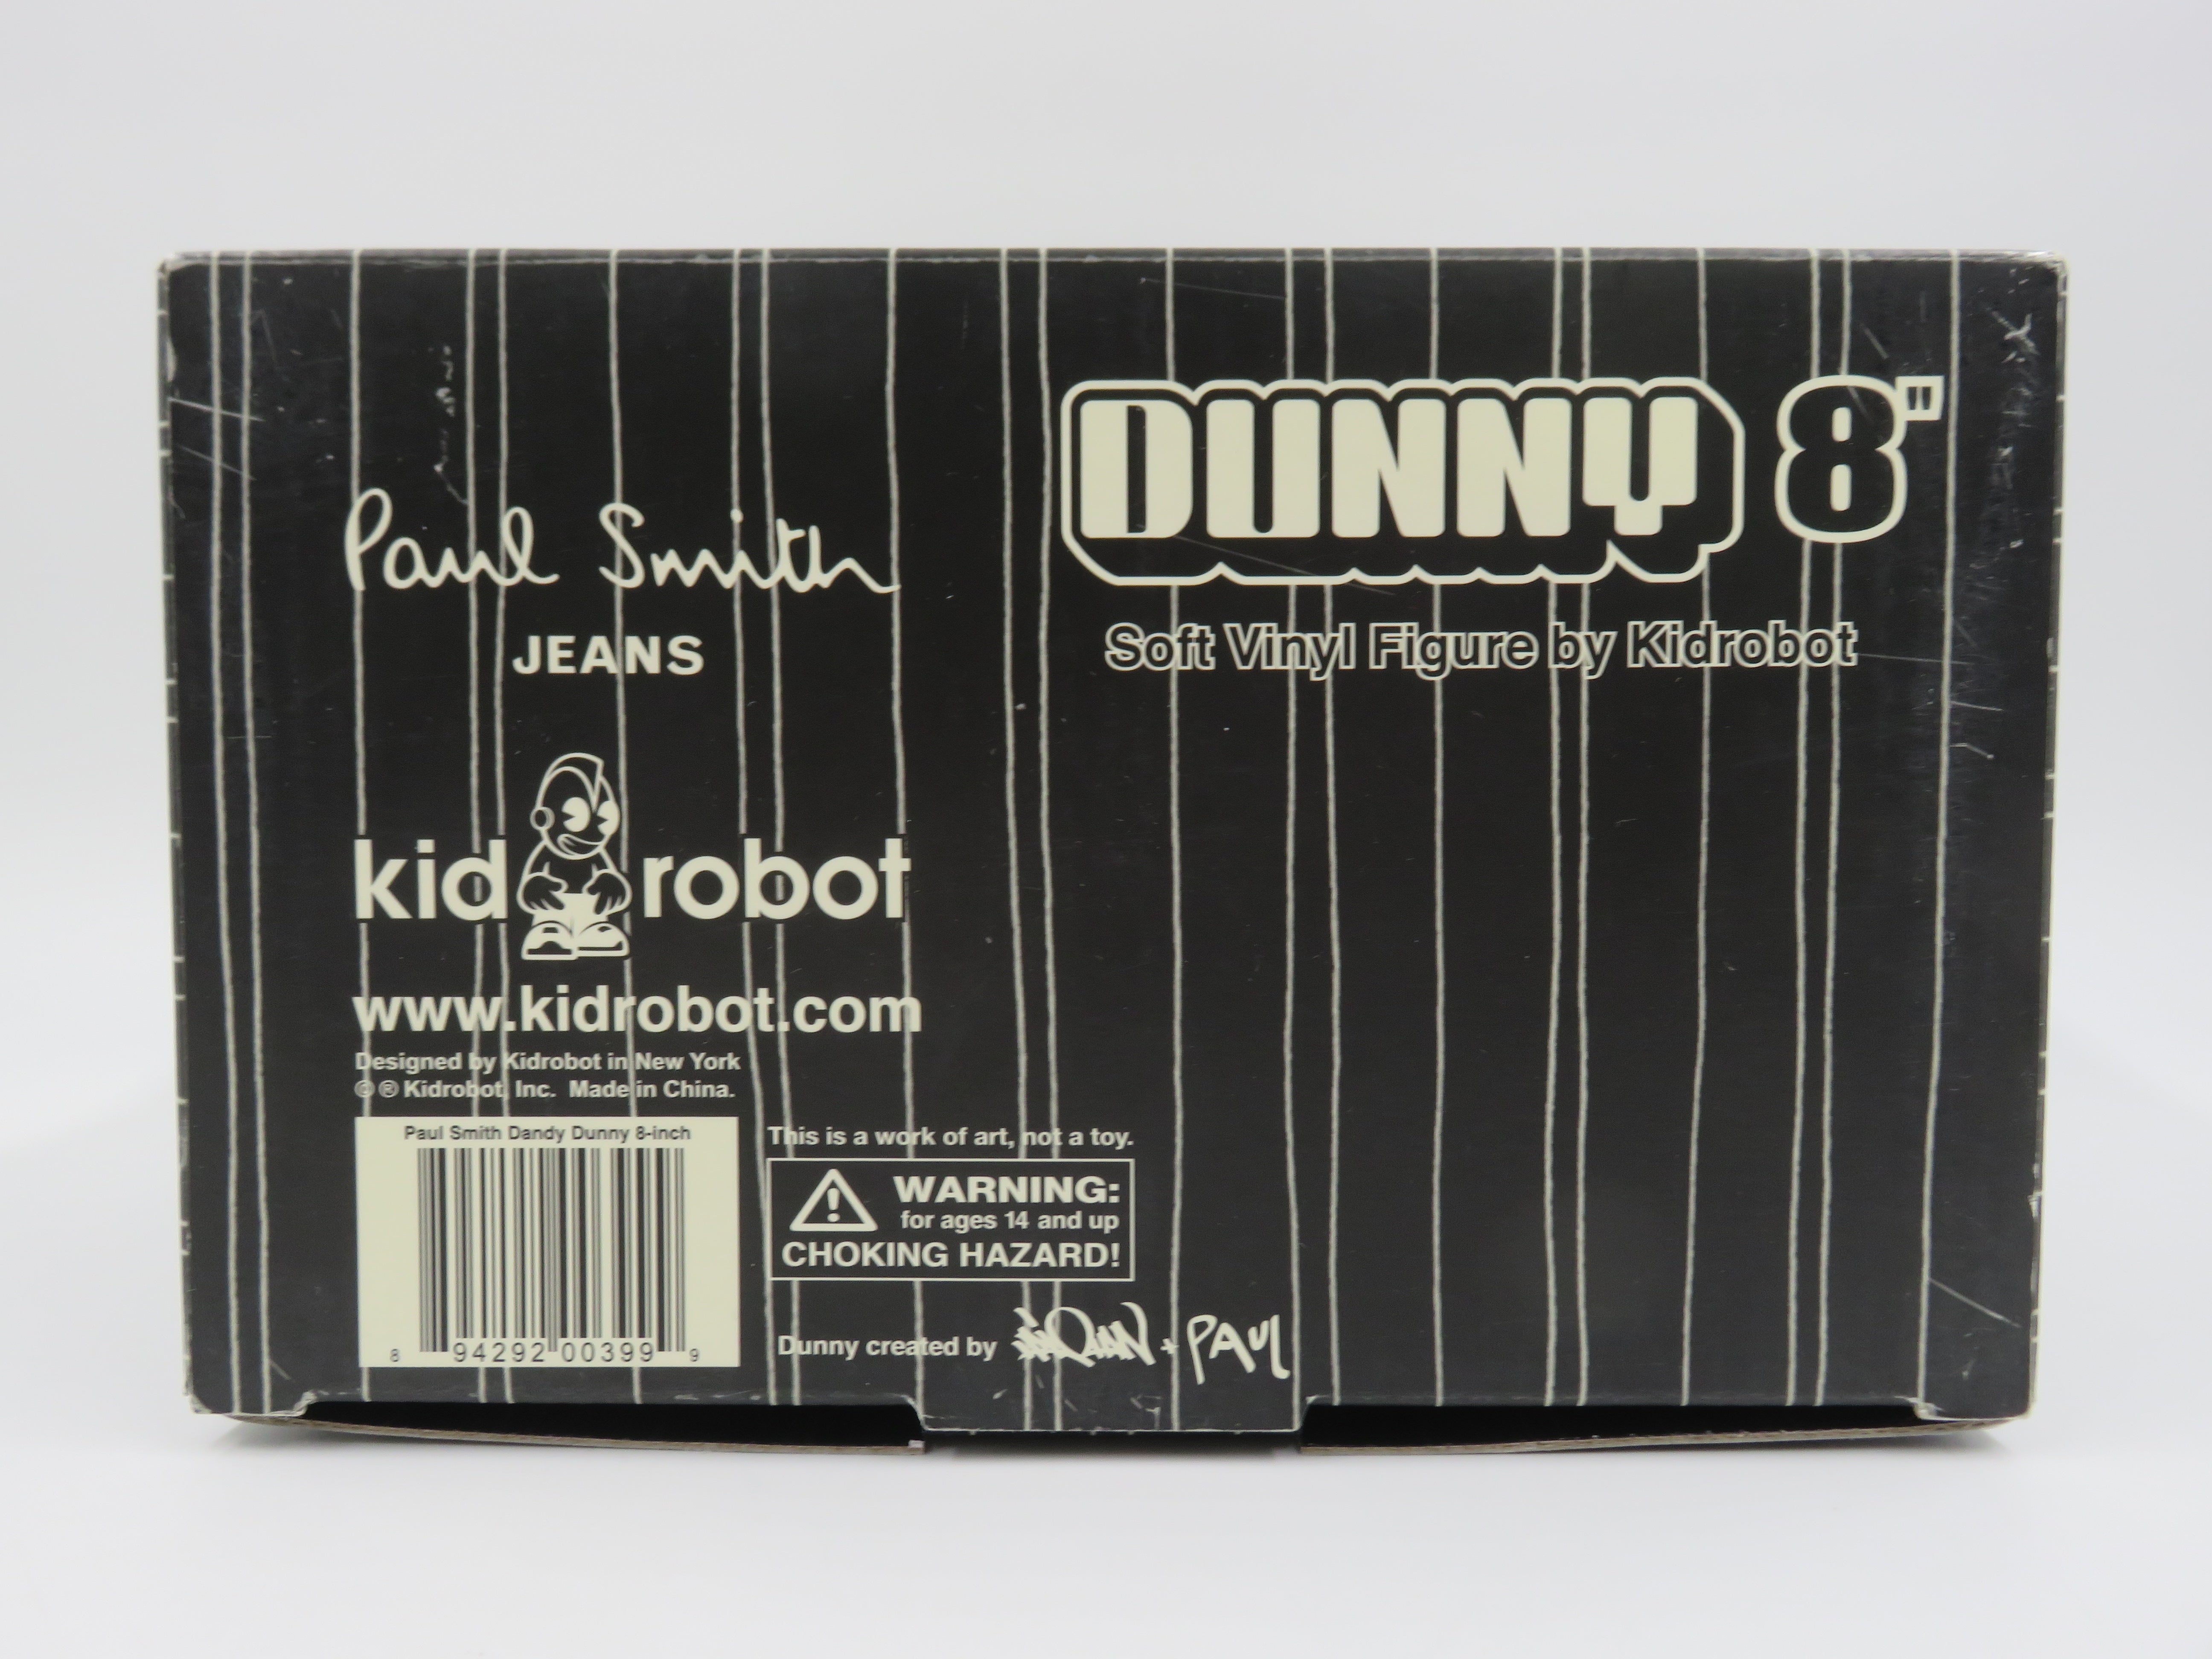 Paul Smith
JEANS
kidrobot
www.kidrobot.com
Designed by Kidrobot in New York
© ® Kidrobot, Inc. Made in China.
Paul Smith Dandy Dunny 8-inch
8 94292 00399 9
This is a work of art, not a toy.
WARNING:
for ages 14 and up
CHOKING HAZARD!
Dunny created by + PAUL
DUNNY 8"
Soft Vinyl Figure by Kidrobot